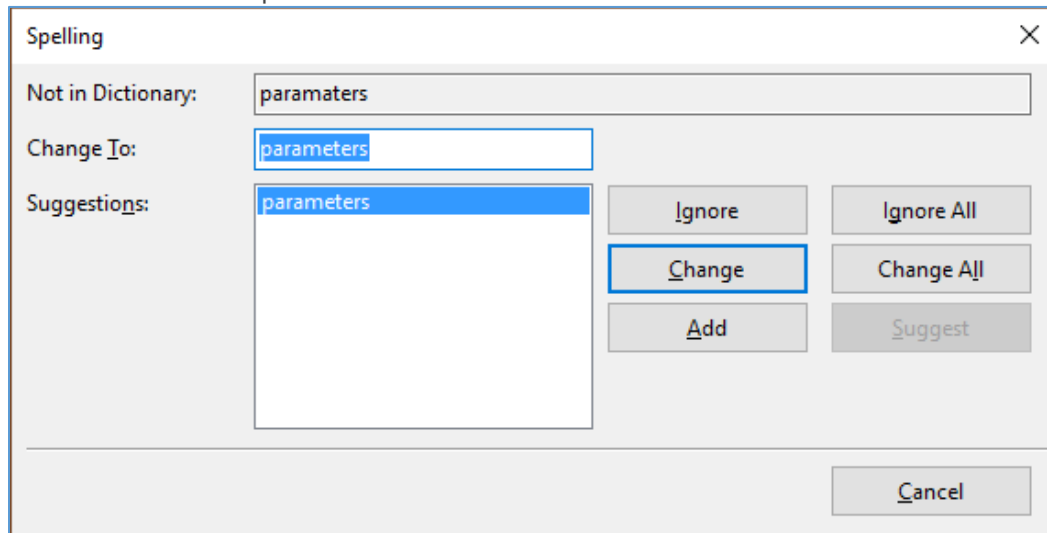 Spelling
Not in Dictionary: paramaters
Change To: parameters
Suggestions: parameters
Ignore Ignore All
Change Change All
Add Suggest
Cancel